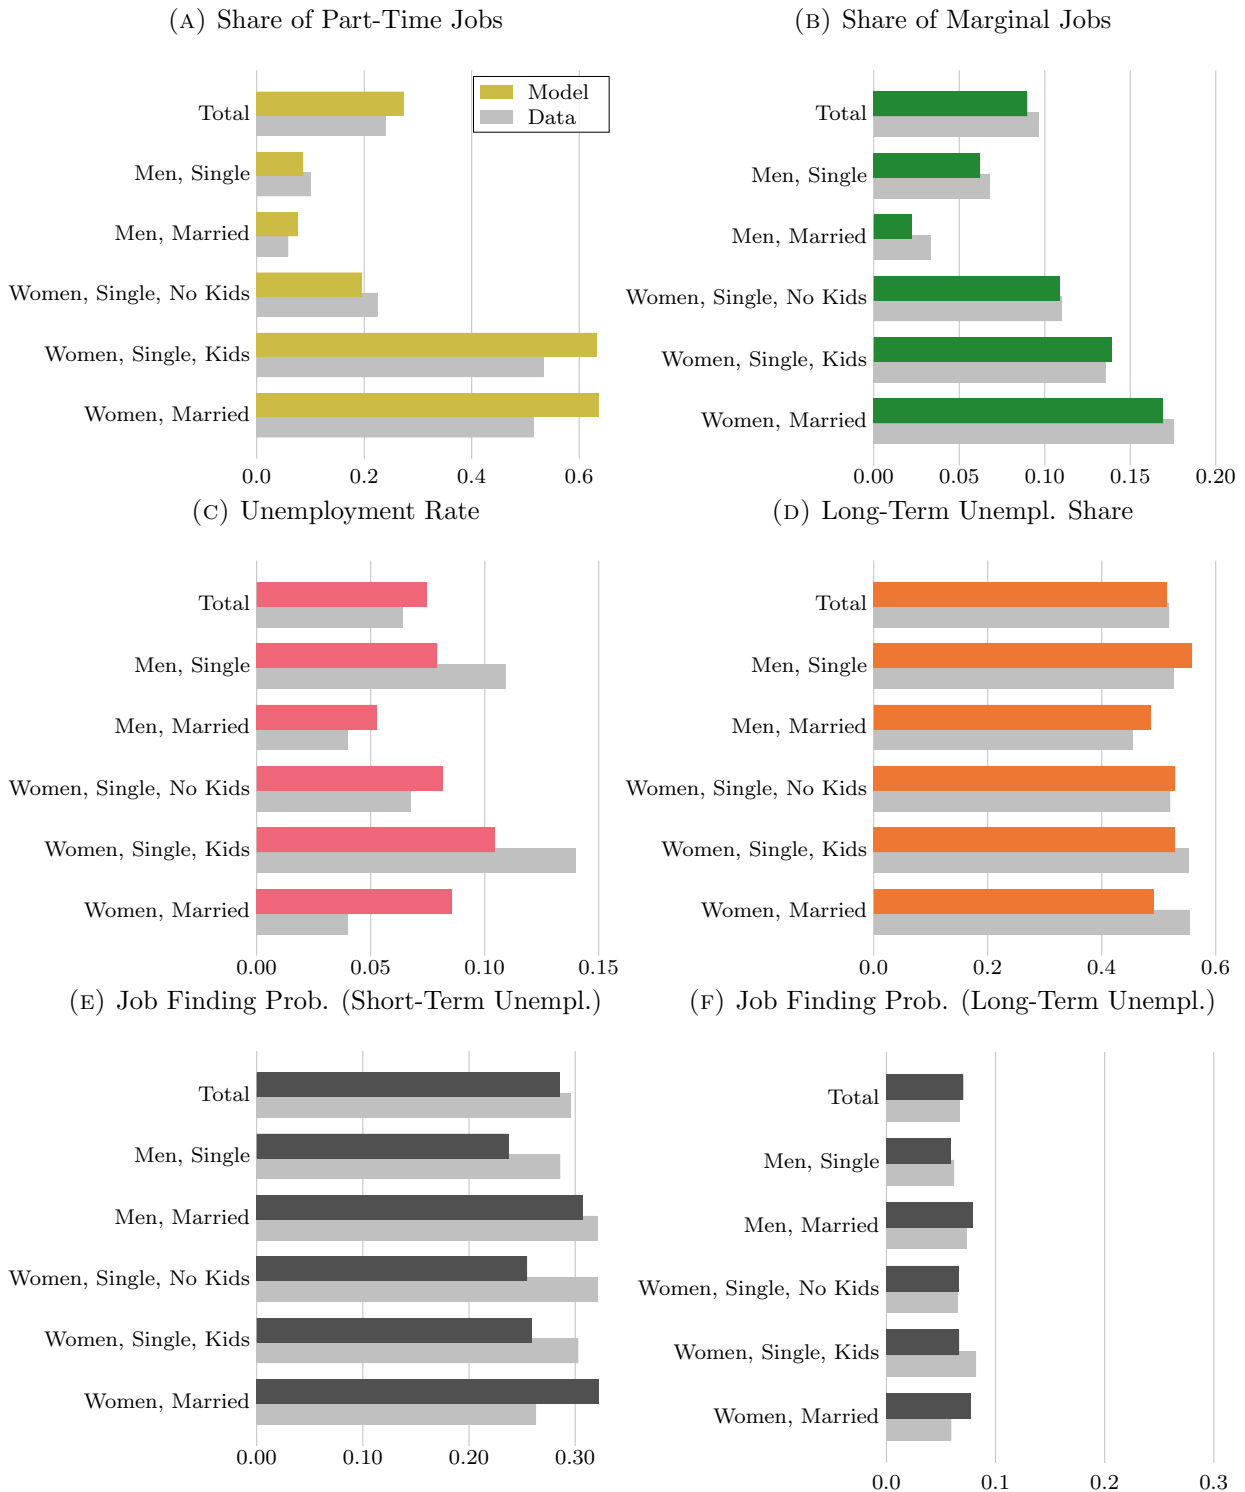 (A) Share of Part-Time Jobs
Model
Data
Total
Men, Single
Men, Married
Women, Single, No Kids
Women, Single, Kids
Women, Married
0.0 0.2 0.4 0.6
(B) Share of Marginal Jobs
Total
Men, Single
Men, Married
Women, Single, No Kids
Women, Single, Kids
Women, Married
0.00 0.05 0.10 0.15 0.20
(C) Unemployment Rate
Total
Men, Single
Men, Married
Women, Single, No Kids
Women, Single, Kids
Women, Married
0.00 0.05 0.10 0.15
(D) Long-Term Unempl. Share
Total
Men, Single
Men, Married
Women, Single, No Kids
Women, Single, Kids
Women, Married
0.0 0.2 0.4 0.6
(E) Job Finding Prob. (Short-Term Unempl.)
Total
Men, Single
Men, Married
Women, Single, No Kids
Women, Single, Kids
Women, Married
0.00 0.10 0.20 0.30
(F) Job Finding Prob. (Long-Term Unempl.)
Total
Men, Single
Men, Married
Women, Single, No Kids
Women, Single, Kids
Women, Married
0.0 0.1 0.2 0.3